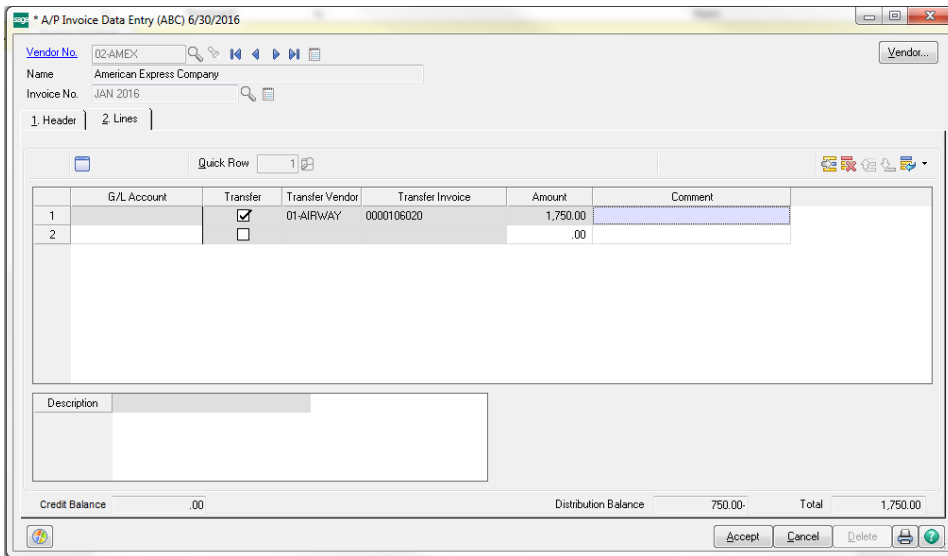 sage * A/P Invoice Data Entry (ABC) 6/30/2016
Vendor No. 02-AMEX
Vendor...
Name American Express Company
Invoice No. JAN 2016
1. Header 2. Lines
Quick Row 1
G/L Account Transfer Transfer Vendor Transfer Invoice Amount Comment
1 01-AIRWAY 0000106020 1,750.00
2 .00
Description
Credit Balance .00 Distribution Balance 750.00- Total 1,750.00
Accept Cancel Delete